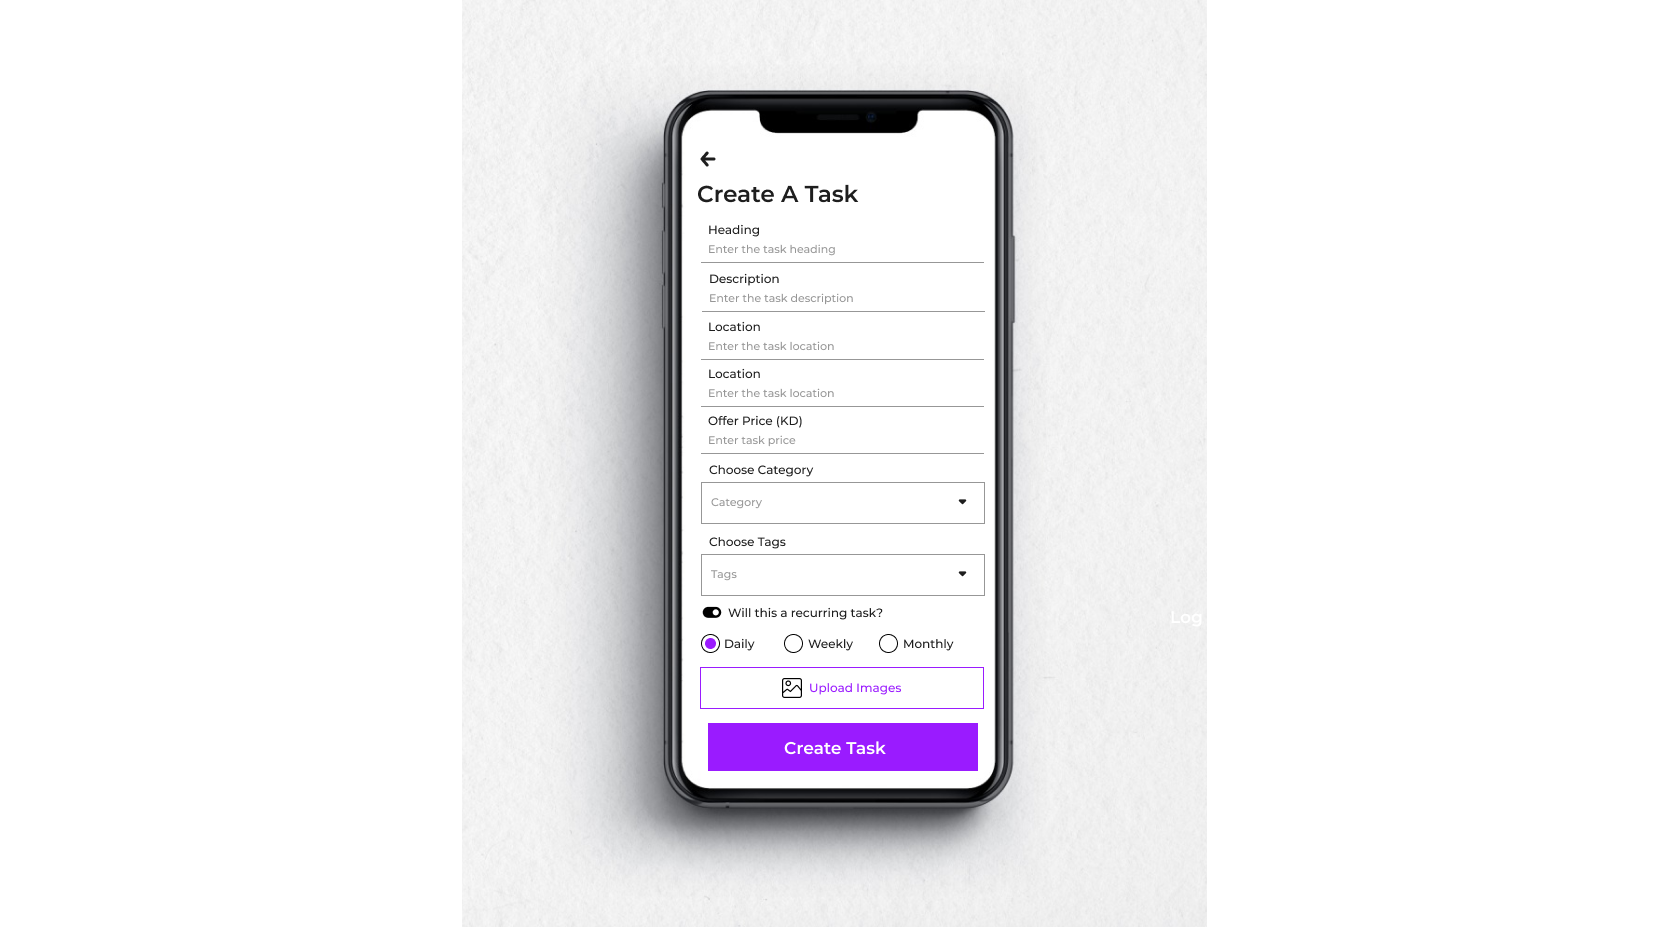 Create A Task
Heading
Enter the task heading
Description
Enter the task description
Location
Enter the task location
Location
Enter the task location
Offer Price (KD)
Enter task price
Choose Category
Category
Choose Tags
Tags
Will this a recurring task?
Daily Weekly Monthly
Upload Images
Create Task
Log